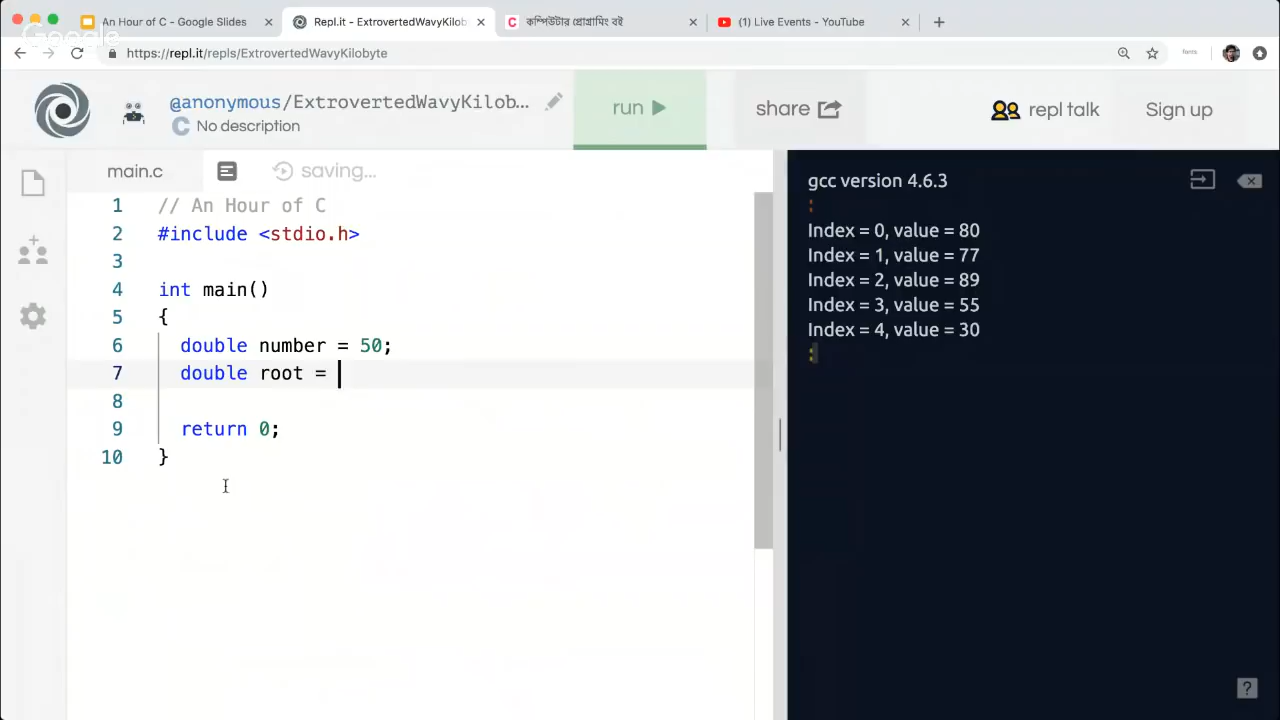 An Hour of C - Google Slides
Repl.it - ExtrovertedWavyKilob
কম্পিউটার প্রোগ্রামিং বই
(1) Live Events - YouTube
Google
https://repl.it/repls/ExtrovertedWavyKilobyte
fonts
@anonymous/ExtrovertedWavyKilob...
No description
run
share
repl talk
Sign up
main.c
saving...
1 // An Hour of C
2 #include <stdio.h>
3
4 int main()
5 {
6 double number = 50;
7 double root =
8
9 return 0;
10 }
gcc version 4.6.3
Index = 0, value = 80
Index = 1, value = 77
Index = 2, value = 89
Index = 3, value = 55
Index = 4, value = 30
?